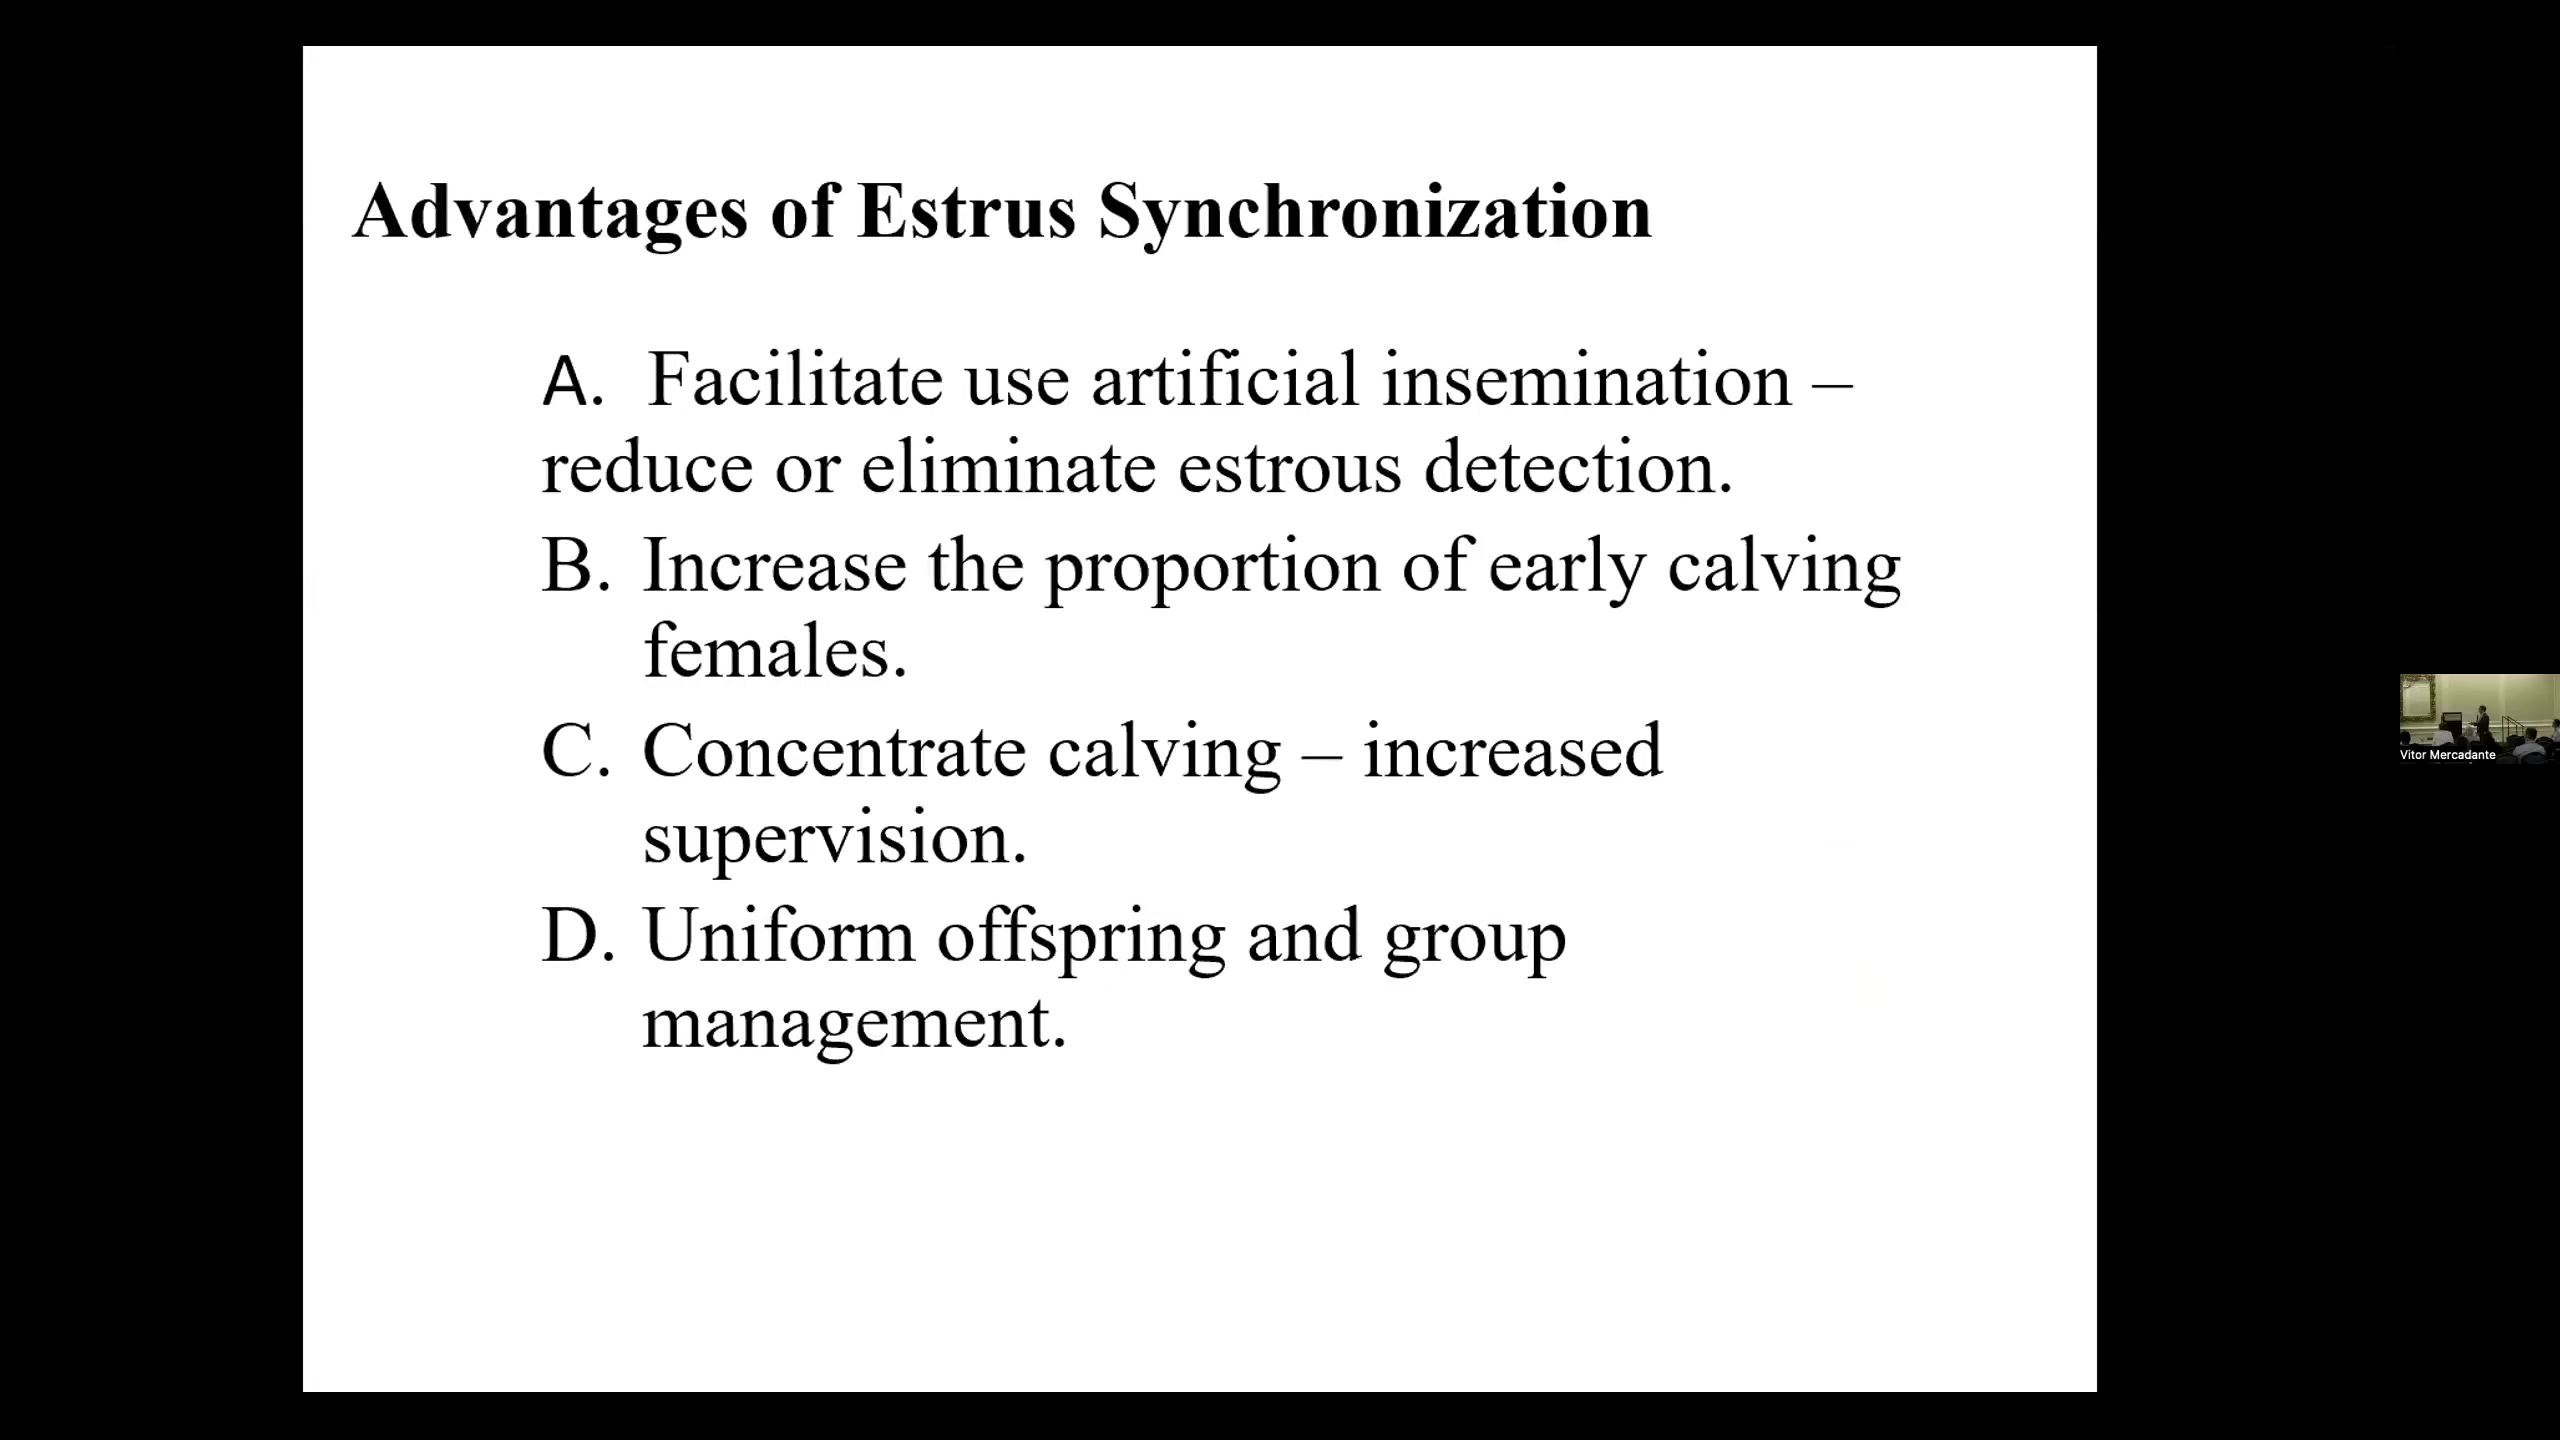 Advantages of Estrus Synchronization
A. Facilitate use artificial insemination –
reduce or eliminate estrous detection.
B. Increase the proportion of early calving
females.
C. Concentrate calving – increased
supervision.
D. Uniform offspring and group
management.
Vitor Mercadante